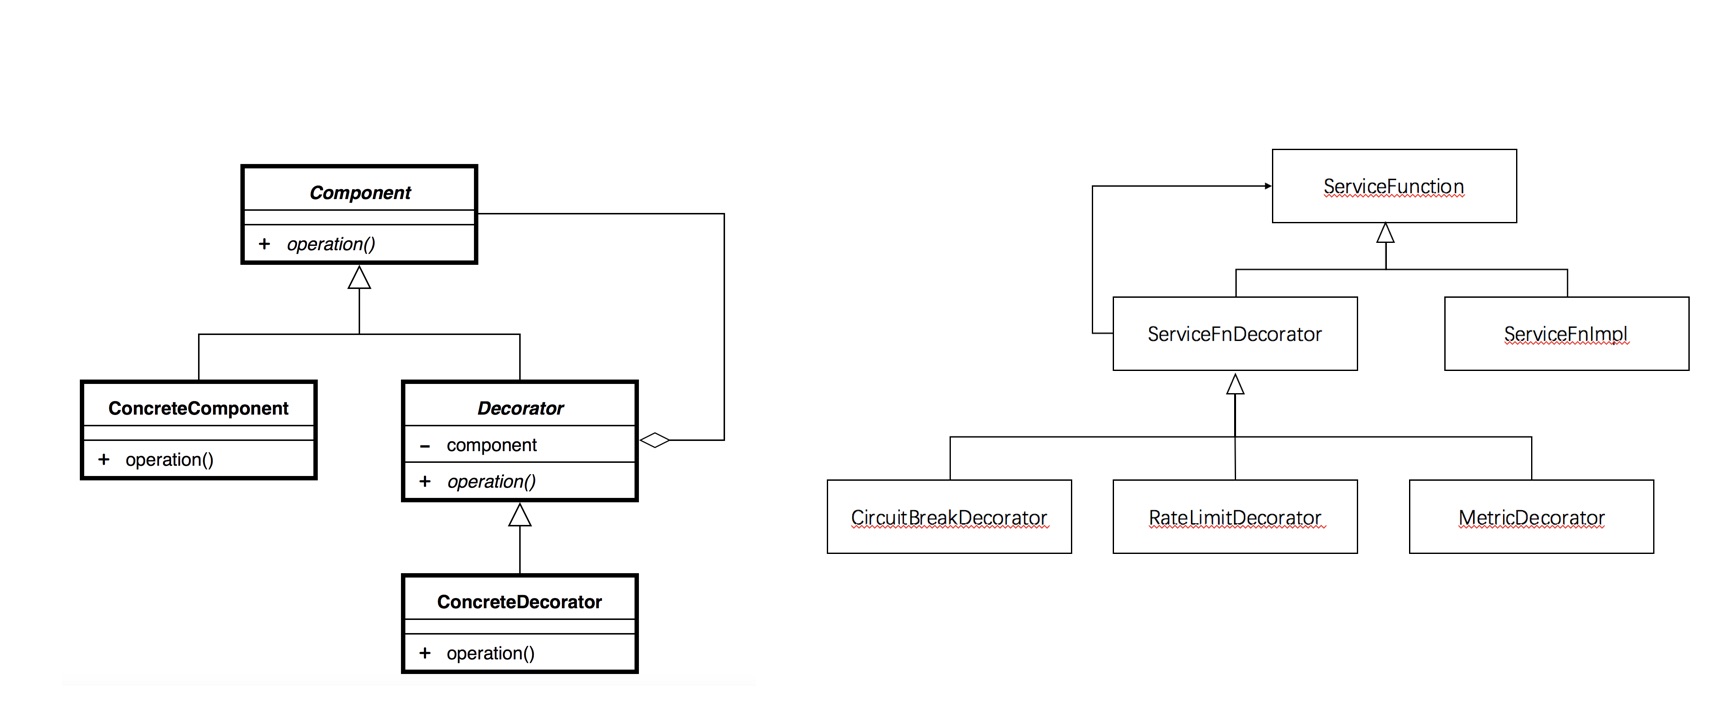 Component
+ operation()
ConcreteComponent
+ operation()
Decorator
- component
+ operation()
ConcreteDecorator
+ operation()
ServiceFunction
ServiceFnDecorator
ServiceFnImpl
CircuitBreakDecorator
RateLimitDecorator
MetricDecorator